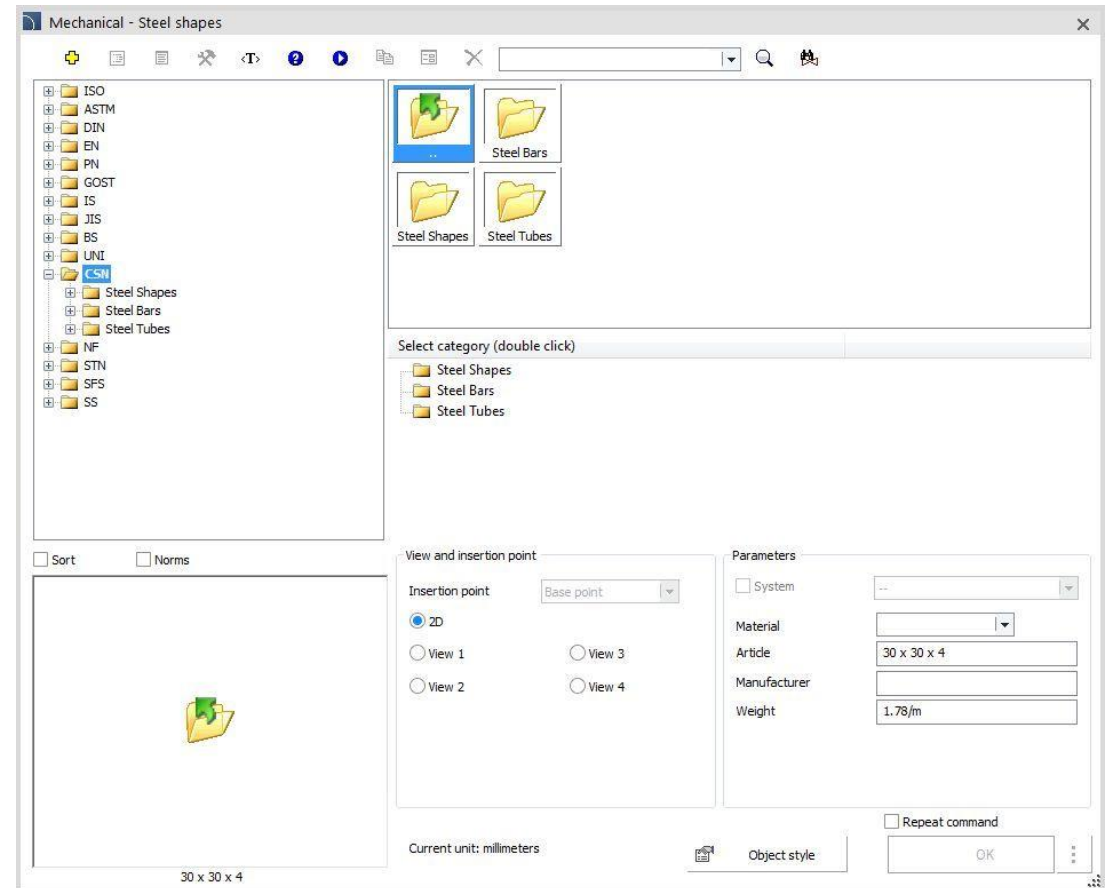 Mechanical - Steel shapes
<T>
ISO
ASTM
DIN
EN
PN
GOST
IS
JIS
BS
UNI
CSN
Steel Shapes
Steel Bars
Steel Tubes
NF
STN
SFS
SS
..
Steel Bars
Steel Shapes
Steel Tubes
Select category (double click)
Steel Shapes
Steel Bars
Steel Tubes
Sort
Norms
30 x 30 x 4
View and insertion point
Insertion point
Base point
2D
View 1
View 3
View 2
View 4
Parameters
System
--
Material
Article
30 x 30 x 4
Manufacturer
Weight
1.78/m
Repeat command
Current unit: millimeters
Object style
OK